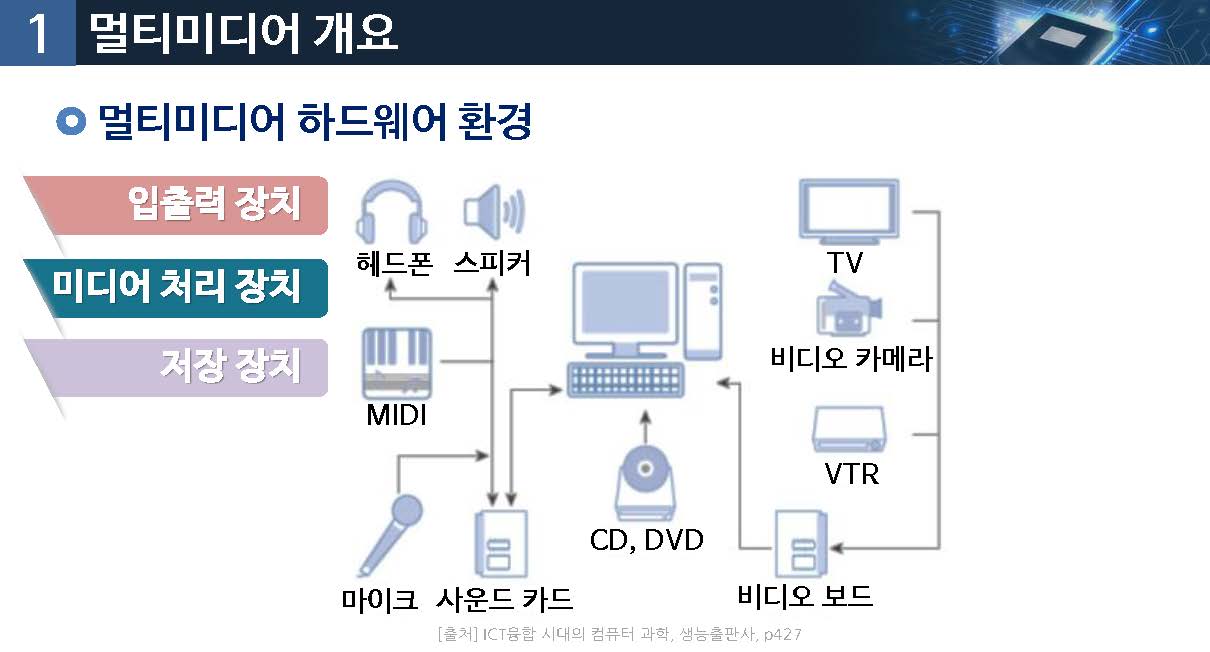 1 멀티미디어 개요
멀티미디어 하드웨어 환경
입출력 장치
미디어 처리 장치
저장 장치
헤드폰 스피커
MIDI
마이크 사운드 카드
CD, DVD
TV
비디오 카메라
VTR
비디오 보드
[출처] ICT융합 시대의 컴퓨터 과학, 생능출판사, p427